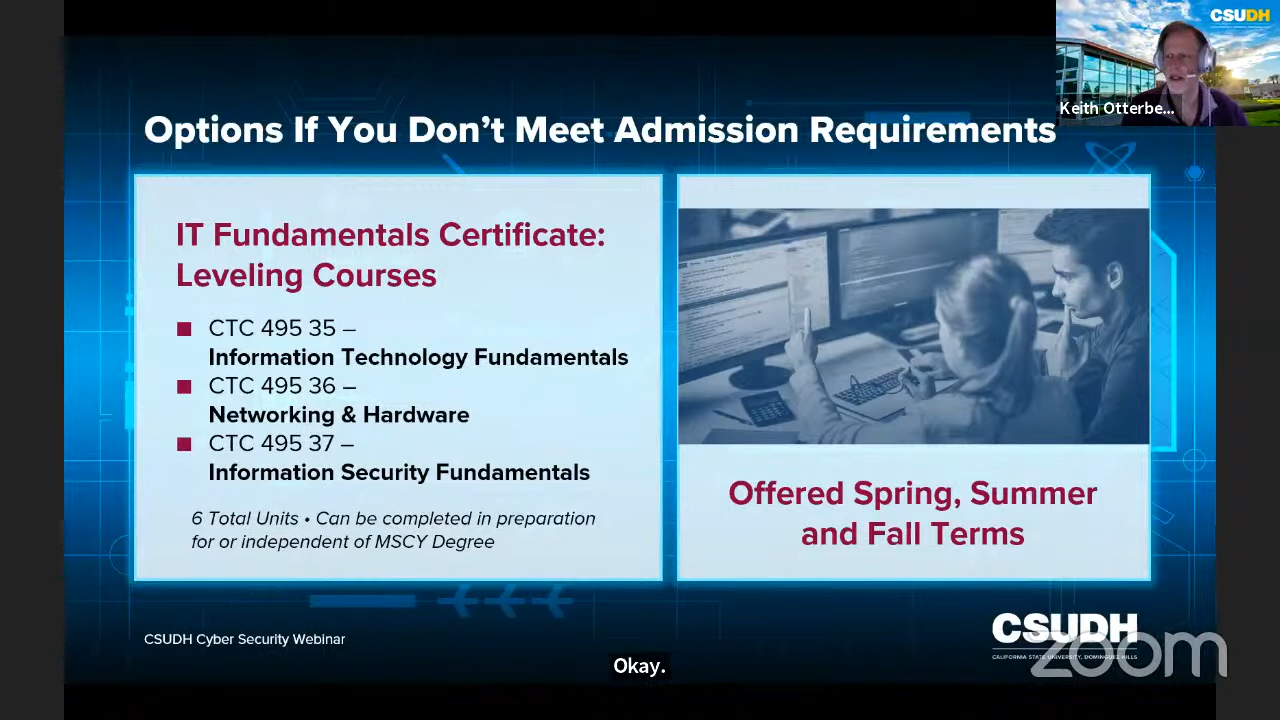 CSUDH
Keith Otterbe...
Options If You Don't Meet Admission Requirements
IT Fundamentals Certificate:
Leveling Courses
CTC 495 35 –
Information Technology Fundamentals
CTC 495 36 –
Networking & Hardware
CTC 495 37 –
Information Security Fundamentals
6 Total Units • Can be completed in preparation
for or independent of MSCY Degree
Offered Spring, Summer
and Fall Terms
CSUDH Cyber Security Webinar
CSUDH
CALIFORNIA STATE UNIVERSITY, DOMINGUEZ HILLS
zoom
Okay.